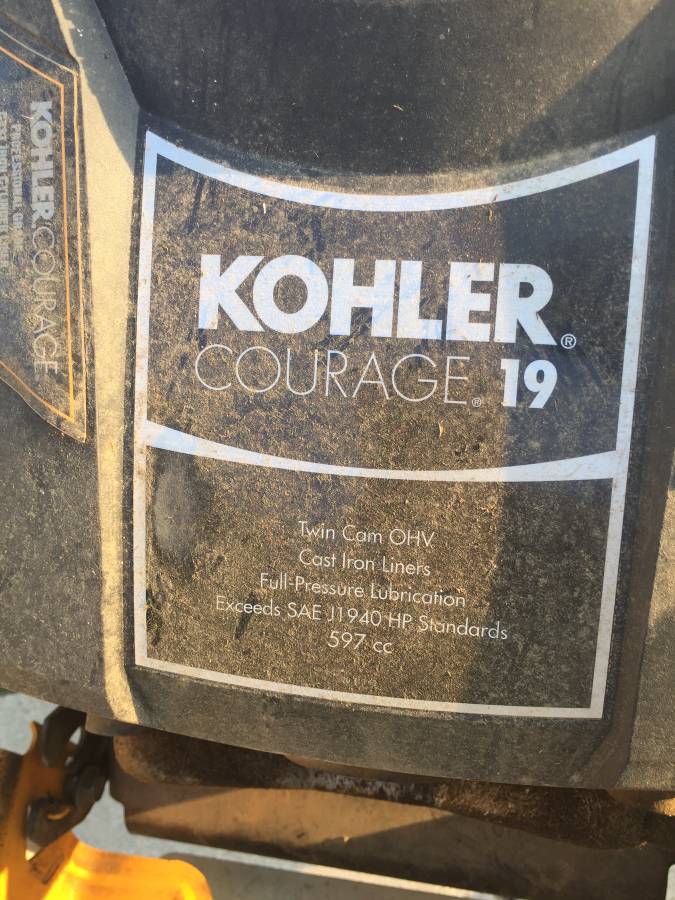 KOHLER®
COURAGE® 19
Twin Cam OHV
Cast Iron Liners
Full-Pressure Lubrication
Exceeds SAE J1940 HP Standards
597 cc
KOHLER COURAGE